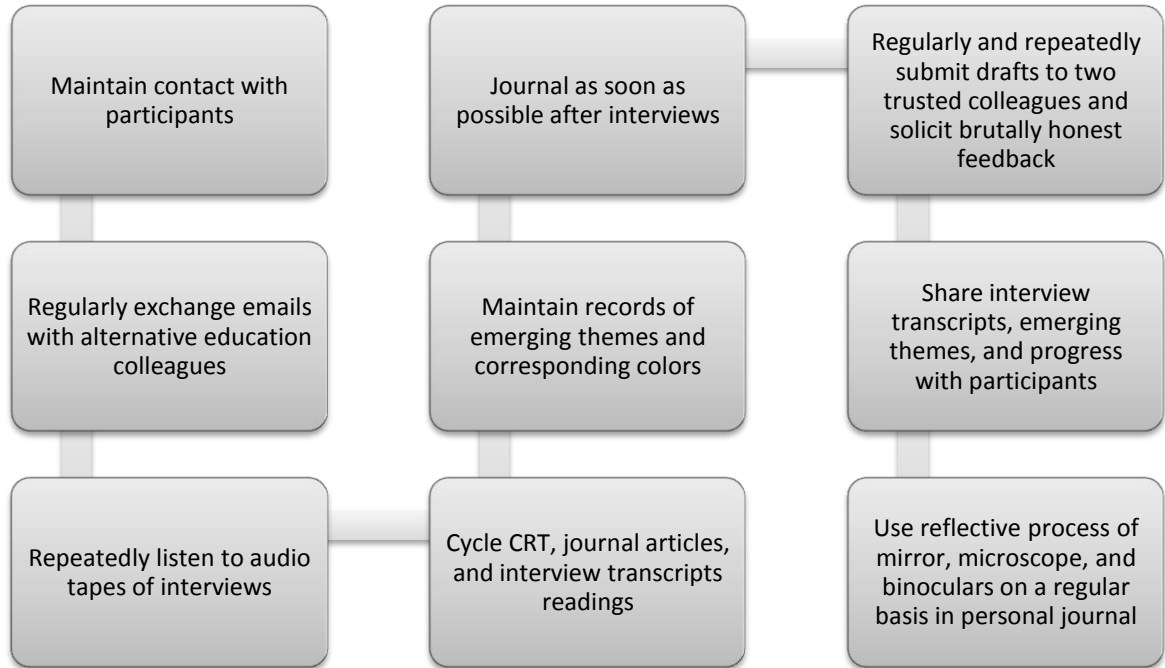 Maintain contact with
participants
Regularly exchange emails
with alternative education
colleagues
Repeatedly listen to audio
tapes of interviews
Cycle CRT, journal articles,
and interview transcripts
readings
Maintain records of
emerging themes and
corresponding colors
Journal as soon as
possible after interviews
Regularly and repeatedly
submit drafts to two
trusted colleagues and
solicit brutally honest
feedback
Share interview
transcripts, emerging
themes, and progress
with participants
Use reflective process of
mirror, microscope, and
binoculars on a regular
basis in personal journal